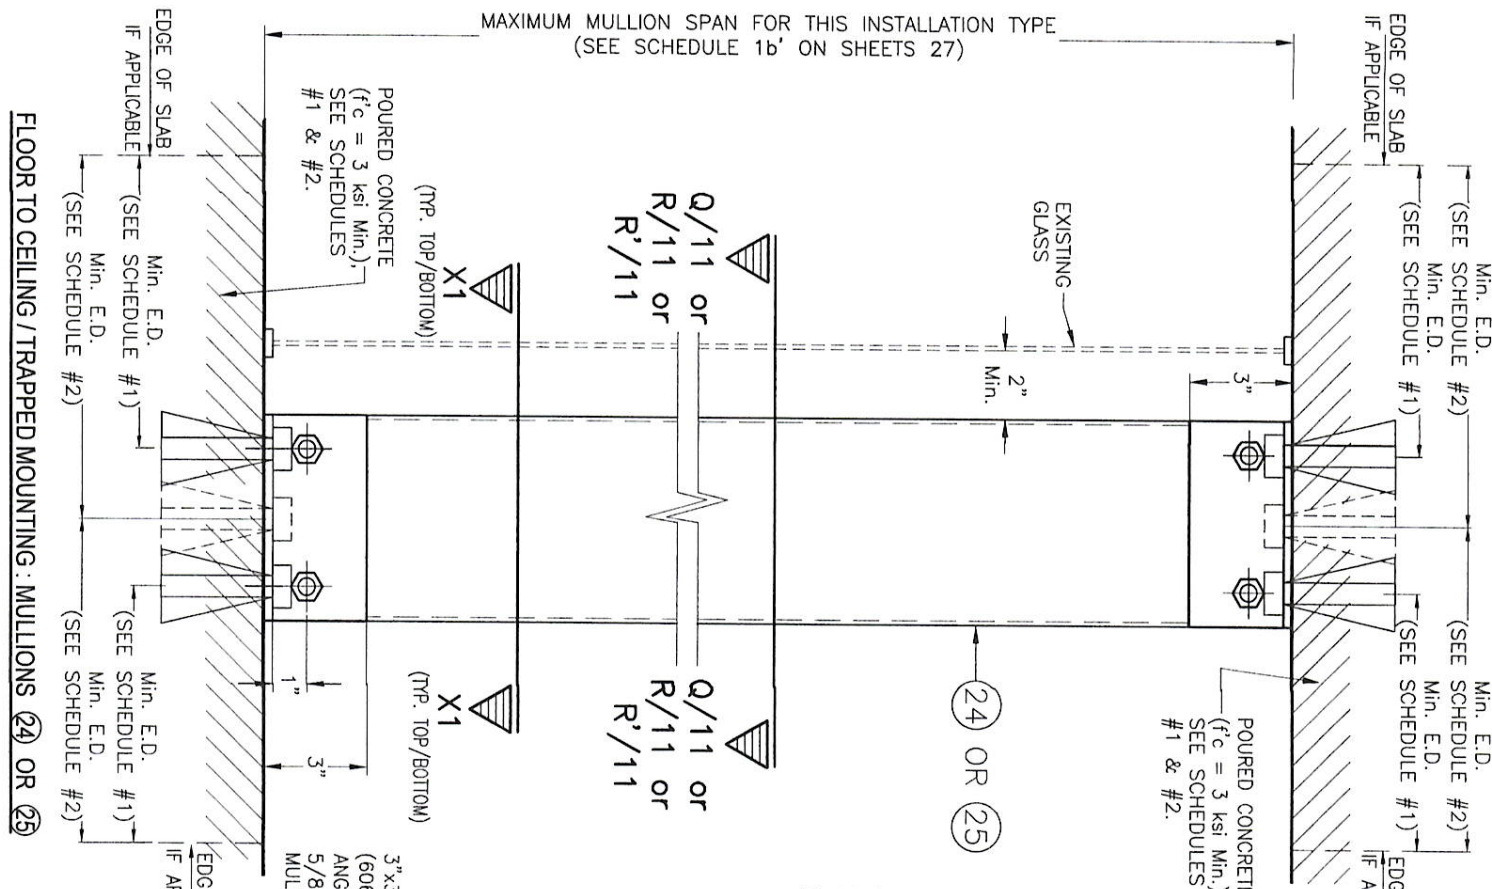 MAXIMUM MULLION SPAN FOR THIS INSTALLATION TYPE
(SEE SCHEDULE 1b' ON SHEETS 27)
EDGE OF SLAB
IF APPLICABLE
EDGE OF SLAB
IF APPLICABLE
Min. E.D.
(SEE SCHEDULE #2)
Min. E.D.
(SEE SCHEDULE #1)
Min. E.D.
(SEE SCHEDULE #2)
Min. E.D.
(SEE SCHEDULE #1)
POURED CONCRETE
(f'c = 3 ksi Min.),
SEE SCHEDULES
#1 & #2.
EXISTING
GLASS
2"
Min.
3"
(TYP. TOP/BOTTOM)
X1
Q/11 or
R/11 or
R'/11
24 OR 25
POURED CONCRETE
(f'c = 3 ksi Min.)
SEE SCHEDULES
#1 & #2.
Q/11 or
R/11 or
R'/11
(TYP. TOP/BOTTOM)
X1
1"
3"
Min. E.D.
(SEE SCHEDULE #1)
Min. E.D.
(SEE SCHEDULE #2)
Min. E.D.
(SEE SCHEDULE #1)
Min. E.D.
(SEE SCHEDULE #2)
FLOOR TO CEILING / TRAPPED MOUNTING : MULLIONS 24 OR 25